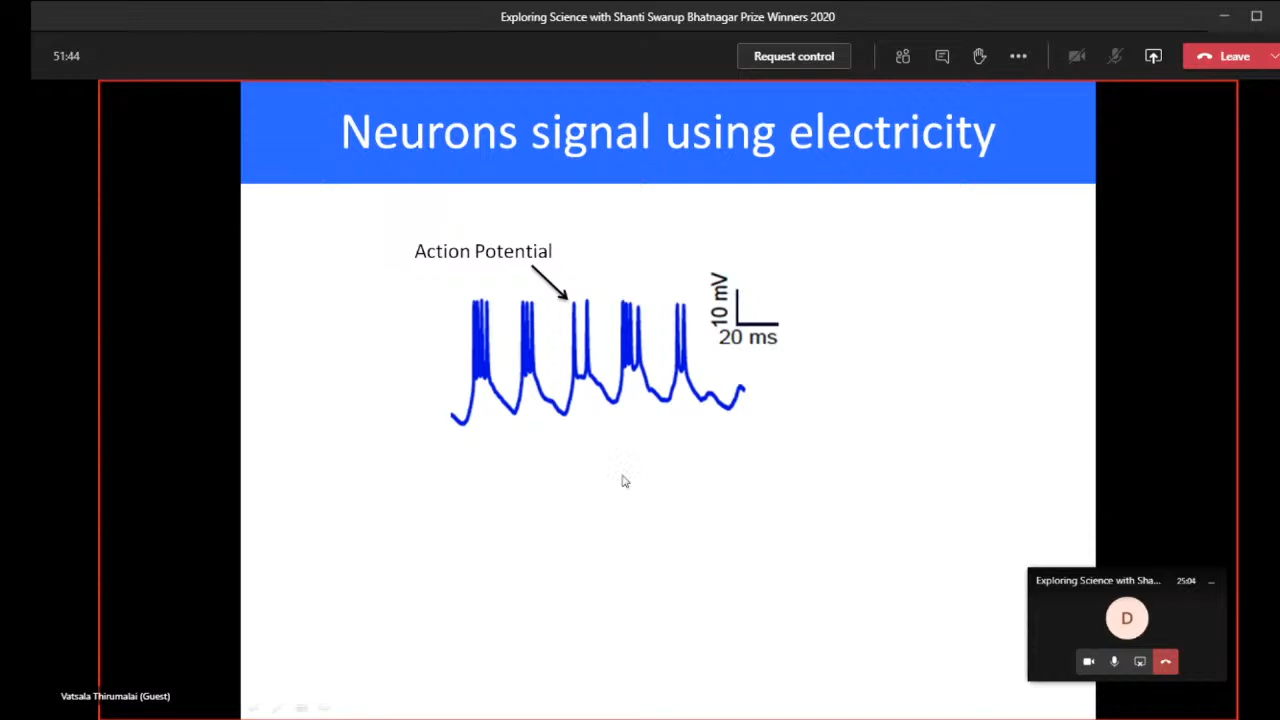 Exploring Science with Shanti Swarup Bhatnagar Prize Winners 2020
51:44
Request control
Leave
Neurons signal using electricity
Action Potential
10 mV
20 ms
Exploring Science with Sha...
25:04
D
Vatsala Thirumalai (Guest)